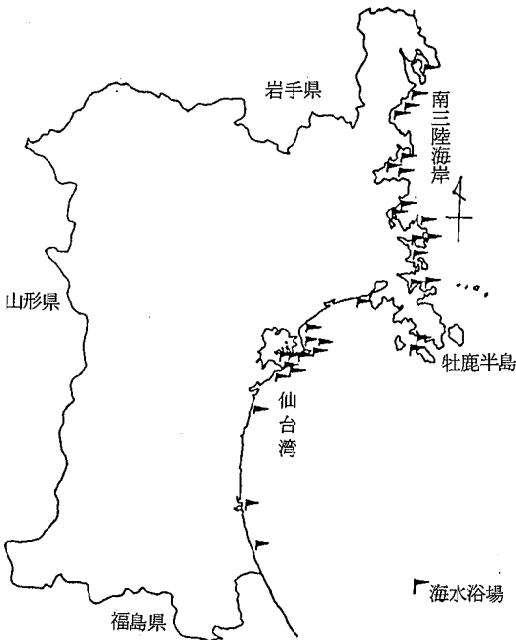 岩手県
南三陸海岸
山形県
牡鹿半島
仙台湾
海水浴場
福島県